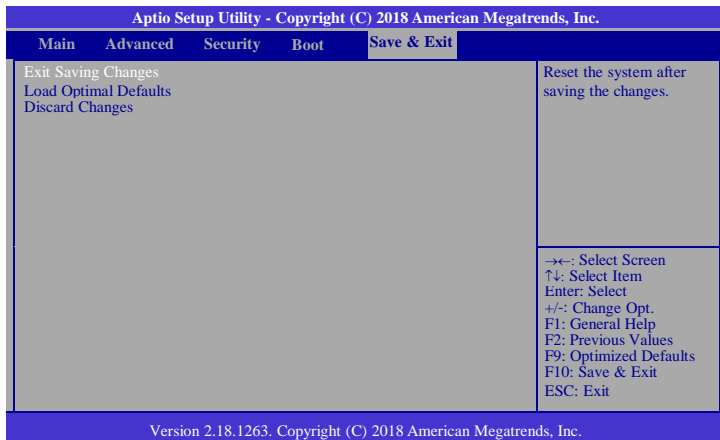 Aptio Setup Utility - Copyright (C) 2018 American Megatrends, Inc.
Main Advanced Security Boot Save & Exit
Exit Saving Changes
Load Optimal Defaults
Discard Changes
Reset the system after
saving the changes.
→←: Select Screen
↑↓: Select Item
Enter: Select
+/-: Change Opt.
F1: General Help
F2: Previous Values
F9: Optimized Defaults
F10: Save & Exit
ESC: Exit
Version 2.18.1263. Copyright (C) 2018 American Megatrends, Inc.